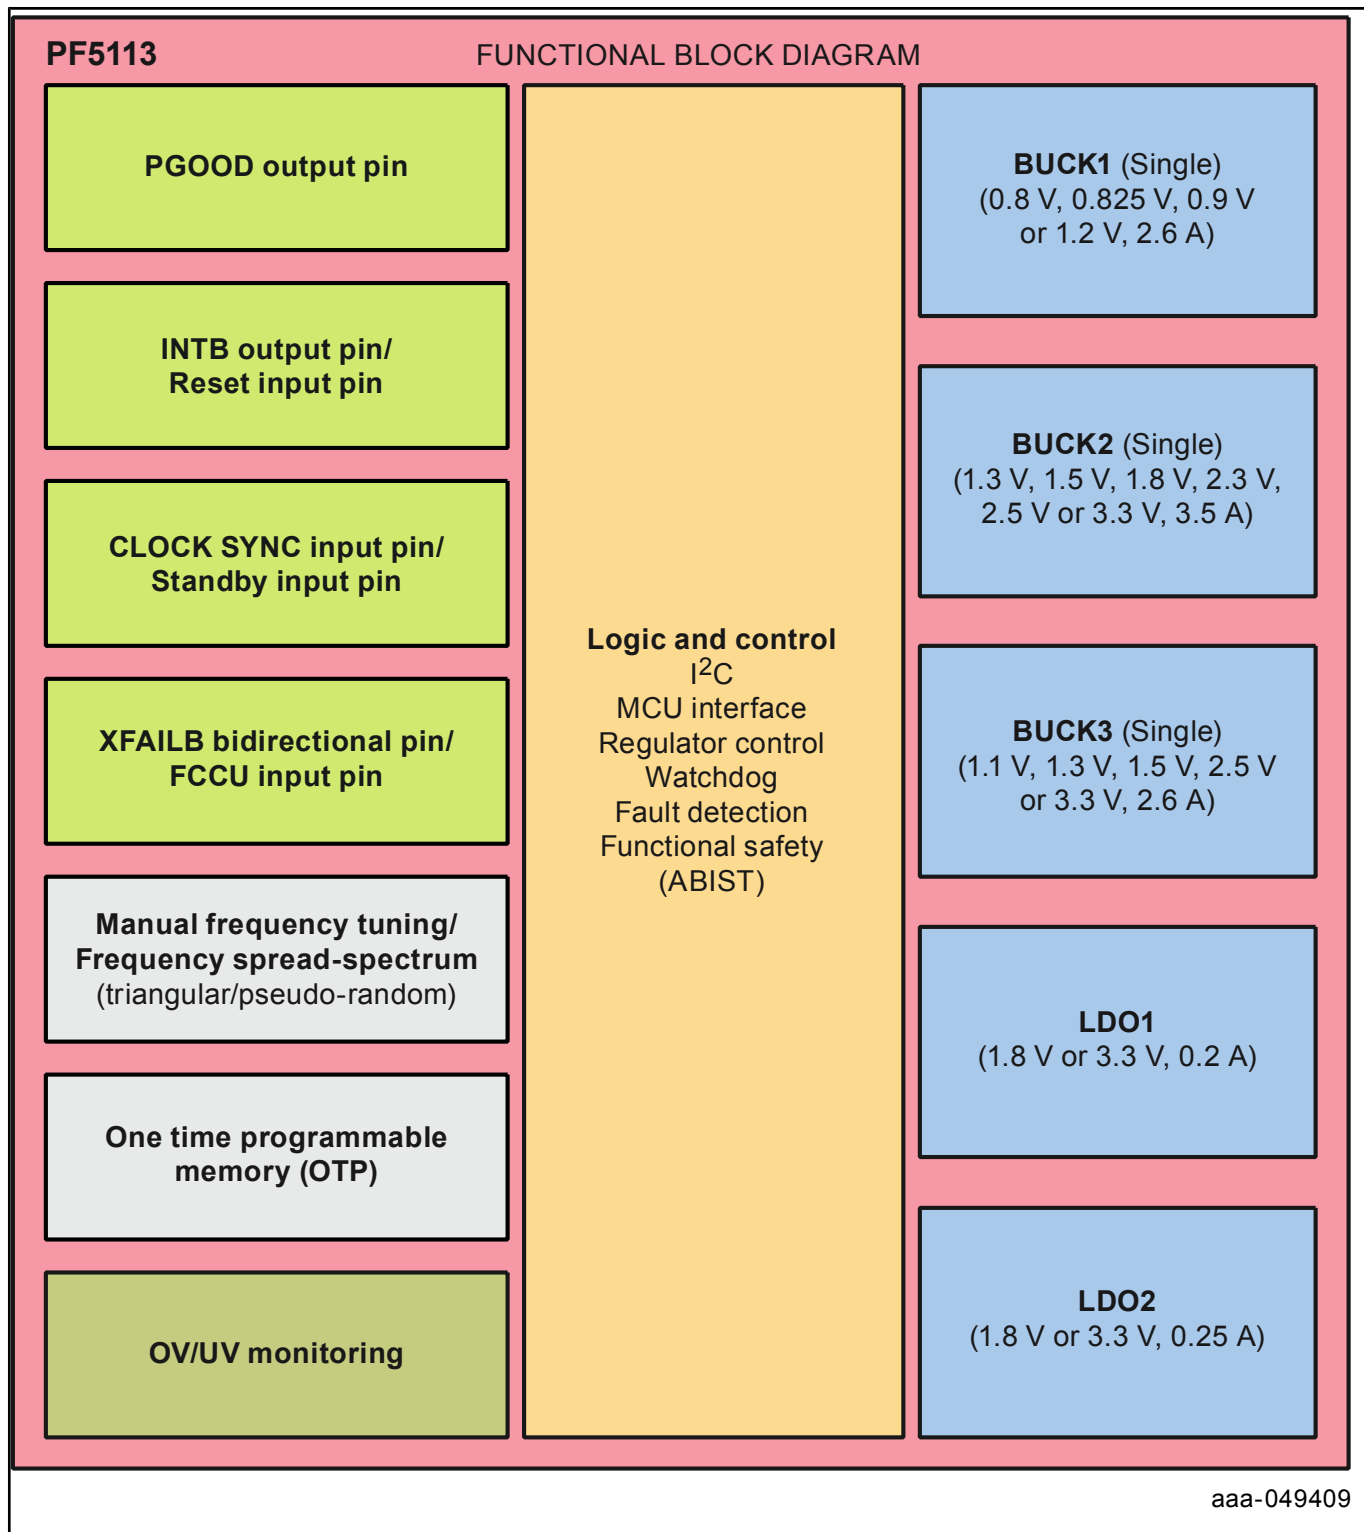 PF5113
FUNCTIONAL BLOCK DIAGRAM
PGOOD output pin
INTB output pin/
Reset input pin
CLOCK SYNC input pin/
Standby input pin
XFAILB bidirectional pin/
FCCU input pin
Manual frequency tuning/
Frequency spread-spectrum
(triangular/pseudo-random)
One time programmable
memory (OTP)
OV/UV monitoring
Logic and control
I²C
MCU interface
Regulator control
Watchdog
Fault detection
Functional safety
(ABIST)
BUCK1 (Single)
(0.8 V, 0.825 V, 0.9 V
or 1.2 V, 2.6 A)
BUCK2 (Single)
(1.3 V, 1.5 V, 1.8 V, 2.3 V,
2.5 V or 3.3 V, 3.5 A)
BUCK3 (Single)
(1.1 V, 1.3 V, 1.5 V, 2.5 V
or 3.3 V, 2.6 A)
LDO1
(1.8 V or 3.3 V, 0.2 A)
LDO2
(1.8 V or 3.3 V, 0.25 A)
aaa-049409